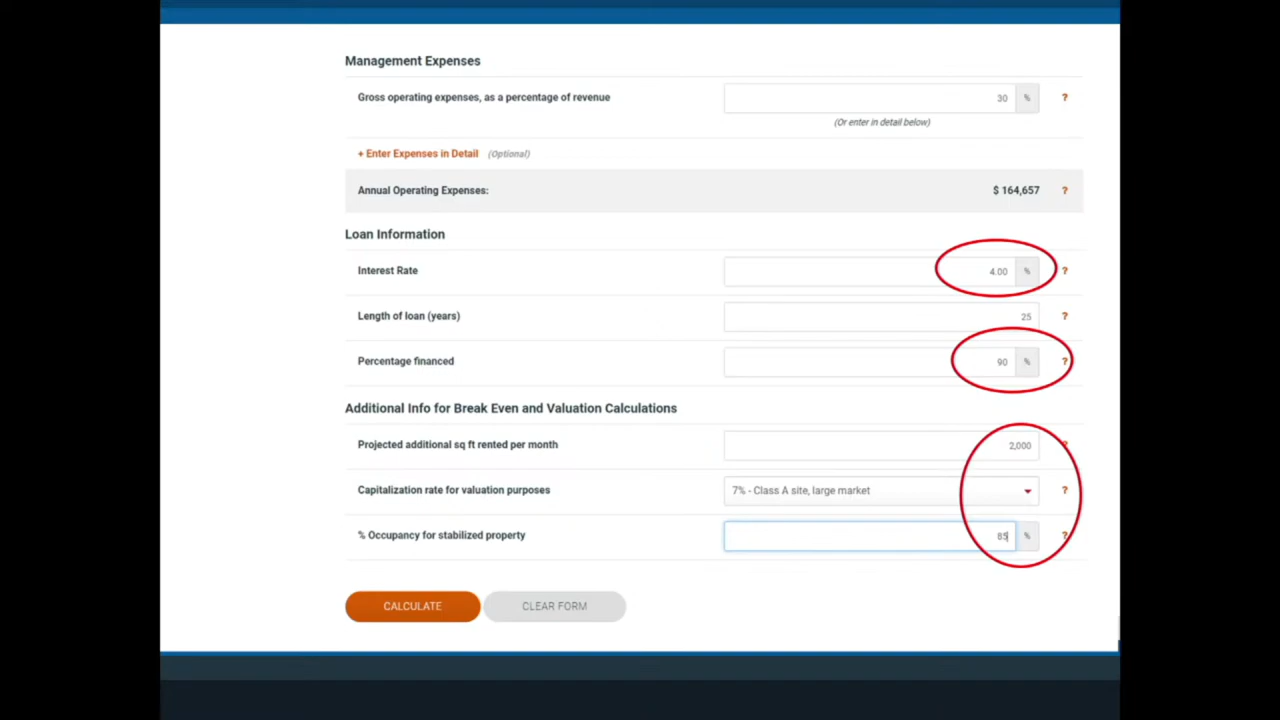 Management Expenses
Gross operating expenses, as a percentage of revenue 30 % ?
(Or enter in detail below)
+ Enter Expenses in Detail (Optional)
Annual Operating Expenses: $ 164,657 ?
Loan Information
Interest Rate 4.00 % ?
Length of loan (years) 25 ?
Percentage financed 90 % ?
Additional Info for Break Even and Valuation Calculations
Projected additional sq ft rented per month 2,000 ?
Capitalization rate for valuation purposes 7% - Class A site, large market ?
% Occupancy for stabilized property 85 % ?
CALCULATE CLEAR FORM